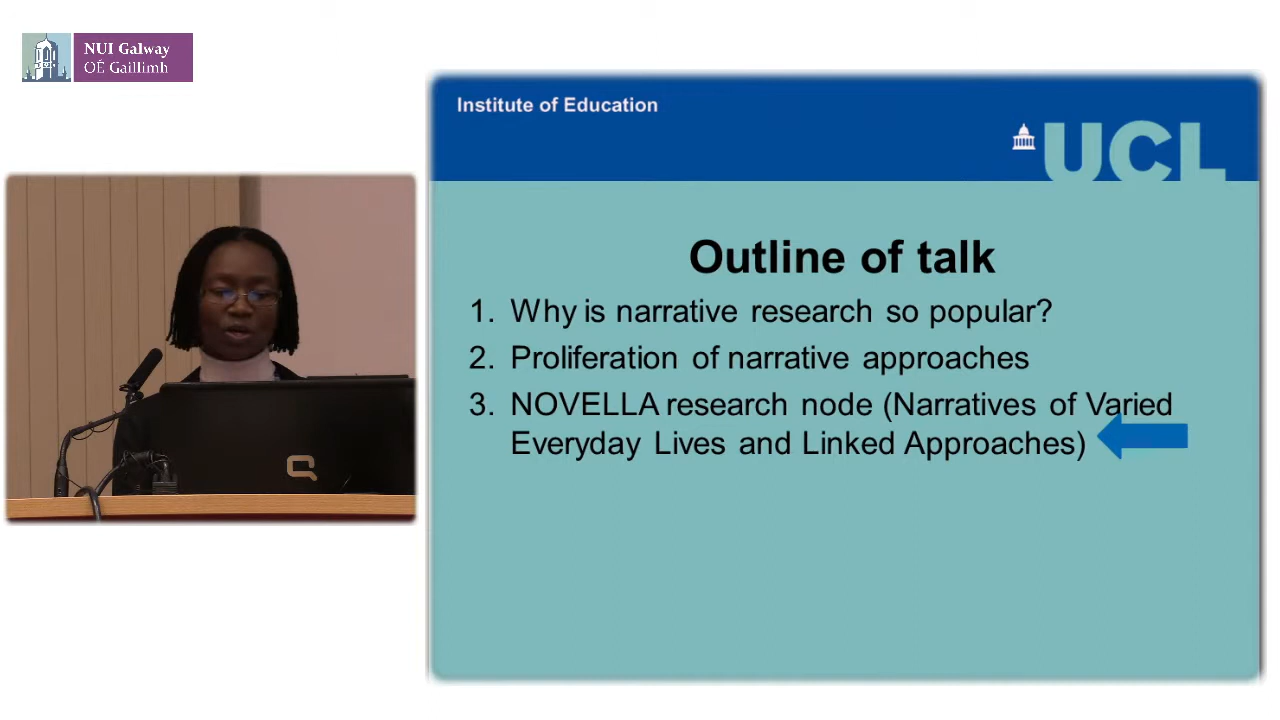 NUI Galway
OÉ Gaillimh
Institute of Education
UCL
Outline of talk
1. Why is narrative research so popular?
2. Proliferation of narrative approaches
3. NOVELLA research node (Narratives of Varied
Everyday Lives and Linked Approaches)